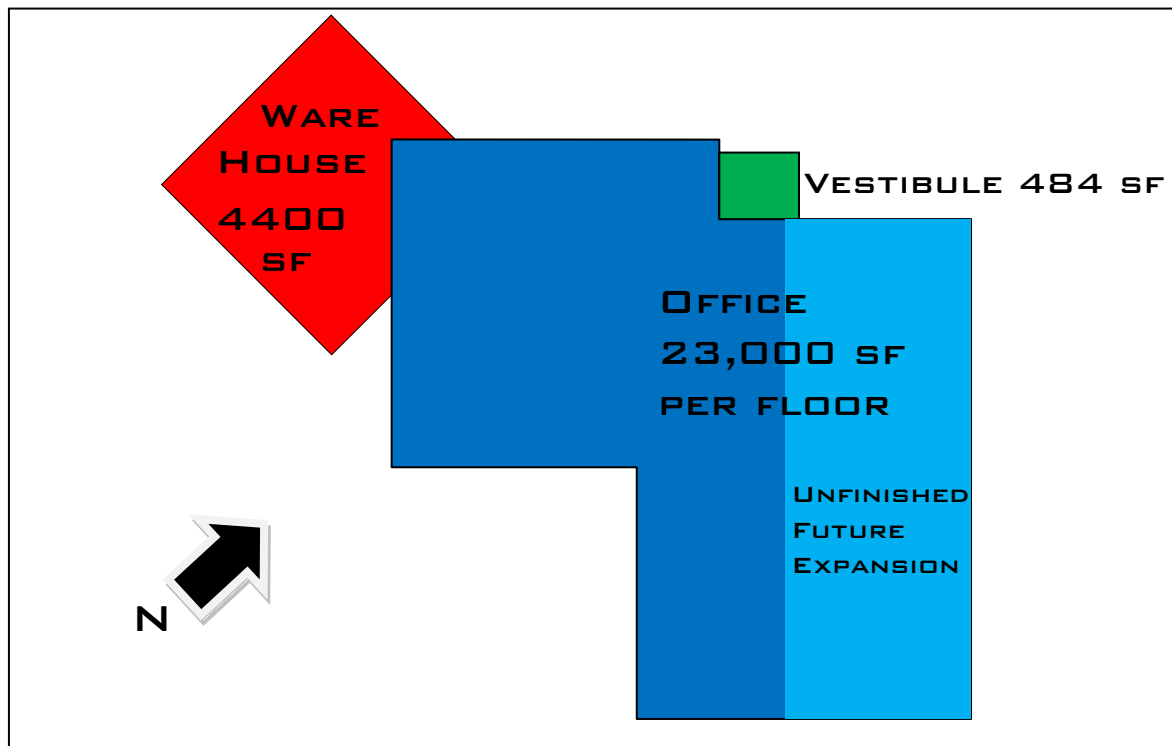 Ware
House
4400
sf
Vestibule 484 sf
Office
23,000 sf
per floor
Unfinished
Future
Expansion
N